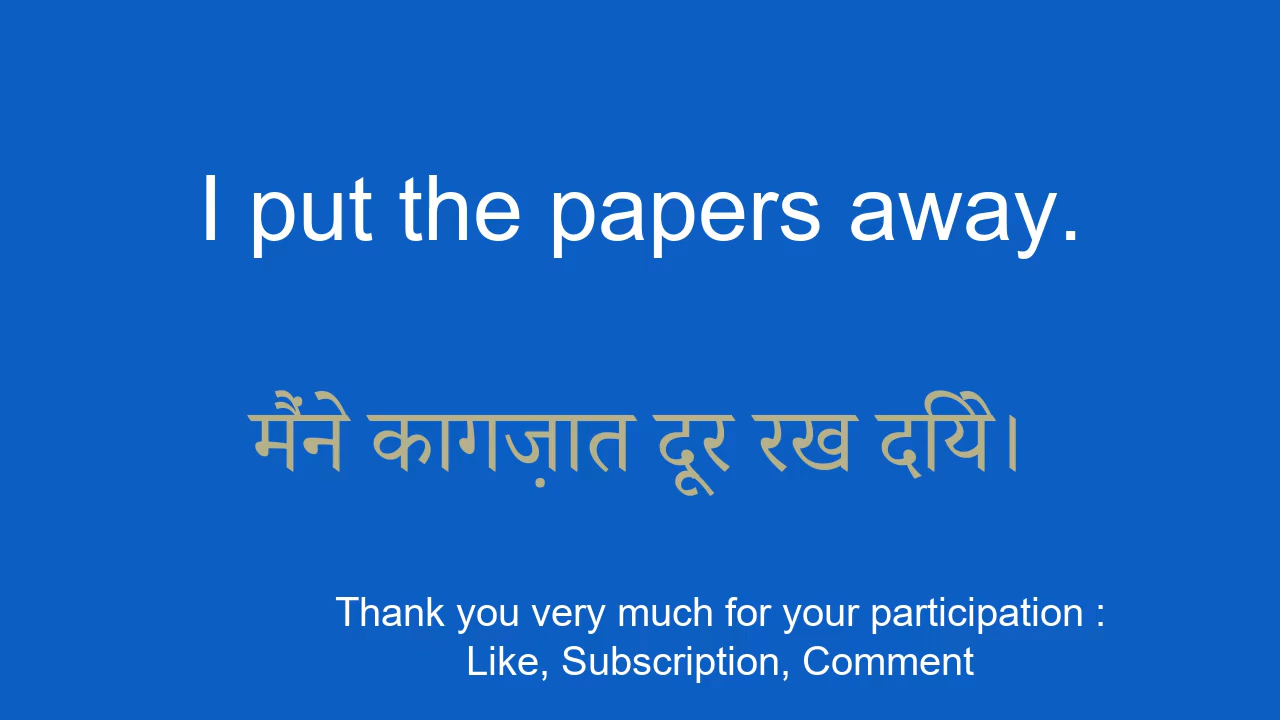 I put the papers away.
मैंने कागज़ात दूर रख दिये।
Thank you very much for your participation :
Like, Subscription, Comment